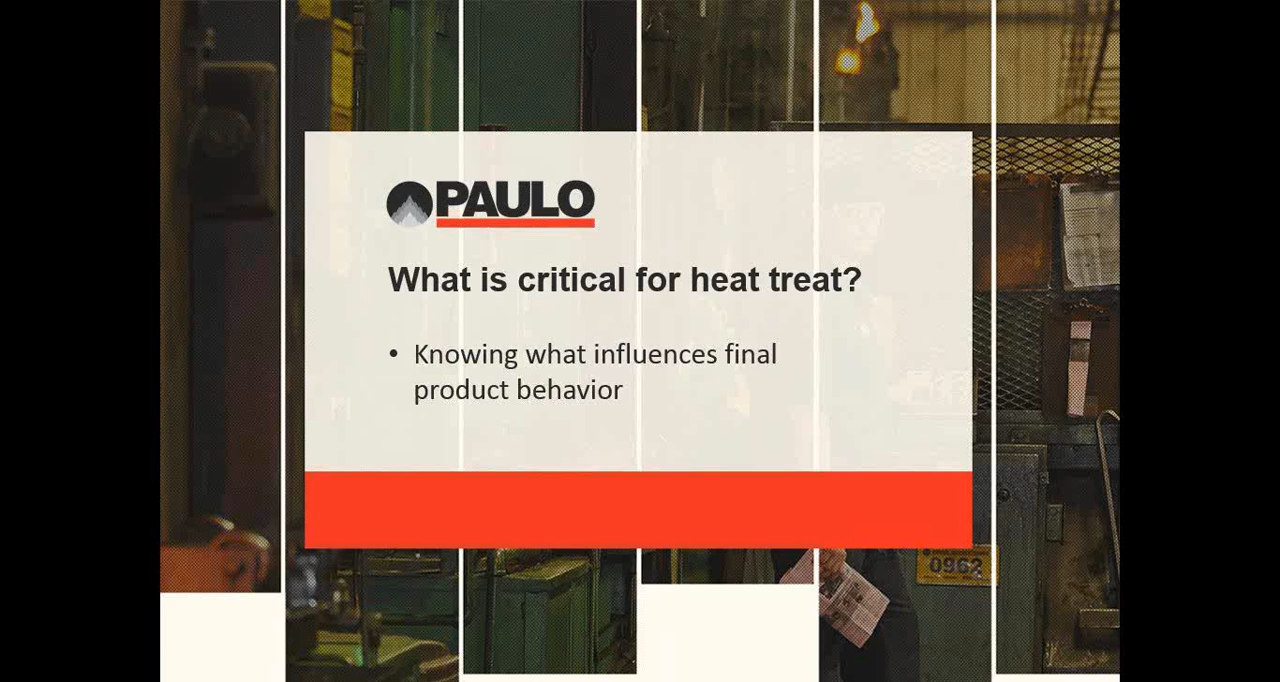 PAULO
What is critical for heat treat?
• Knowing what influences final
product behavior
0962